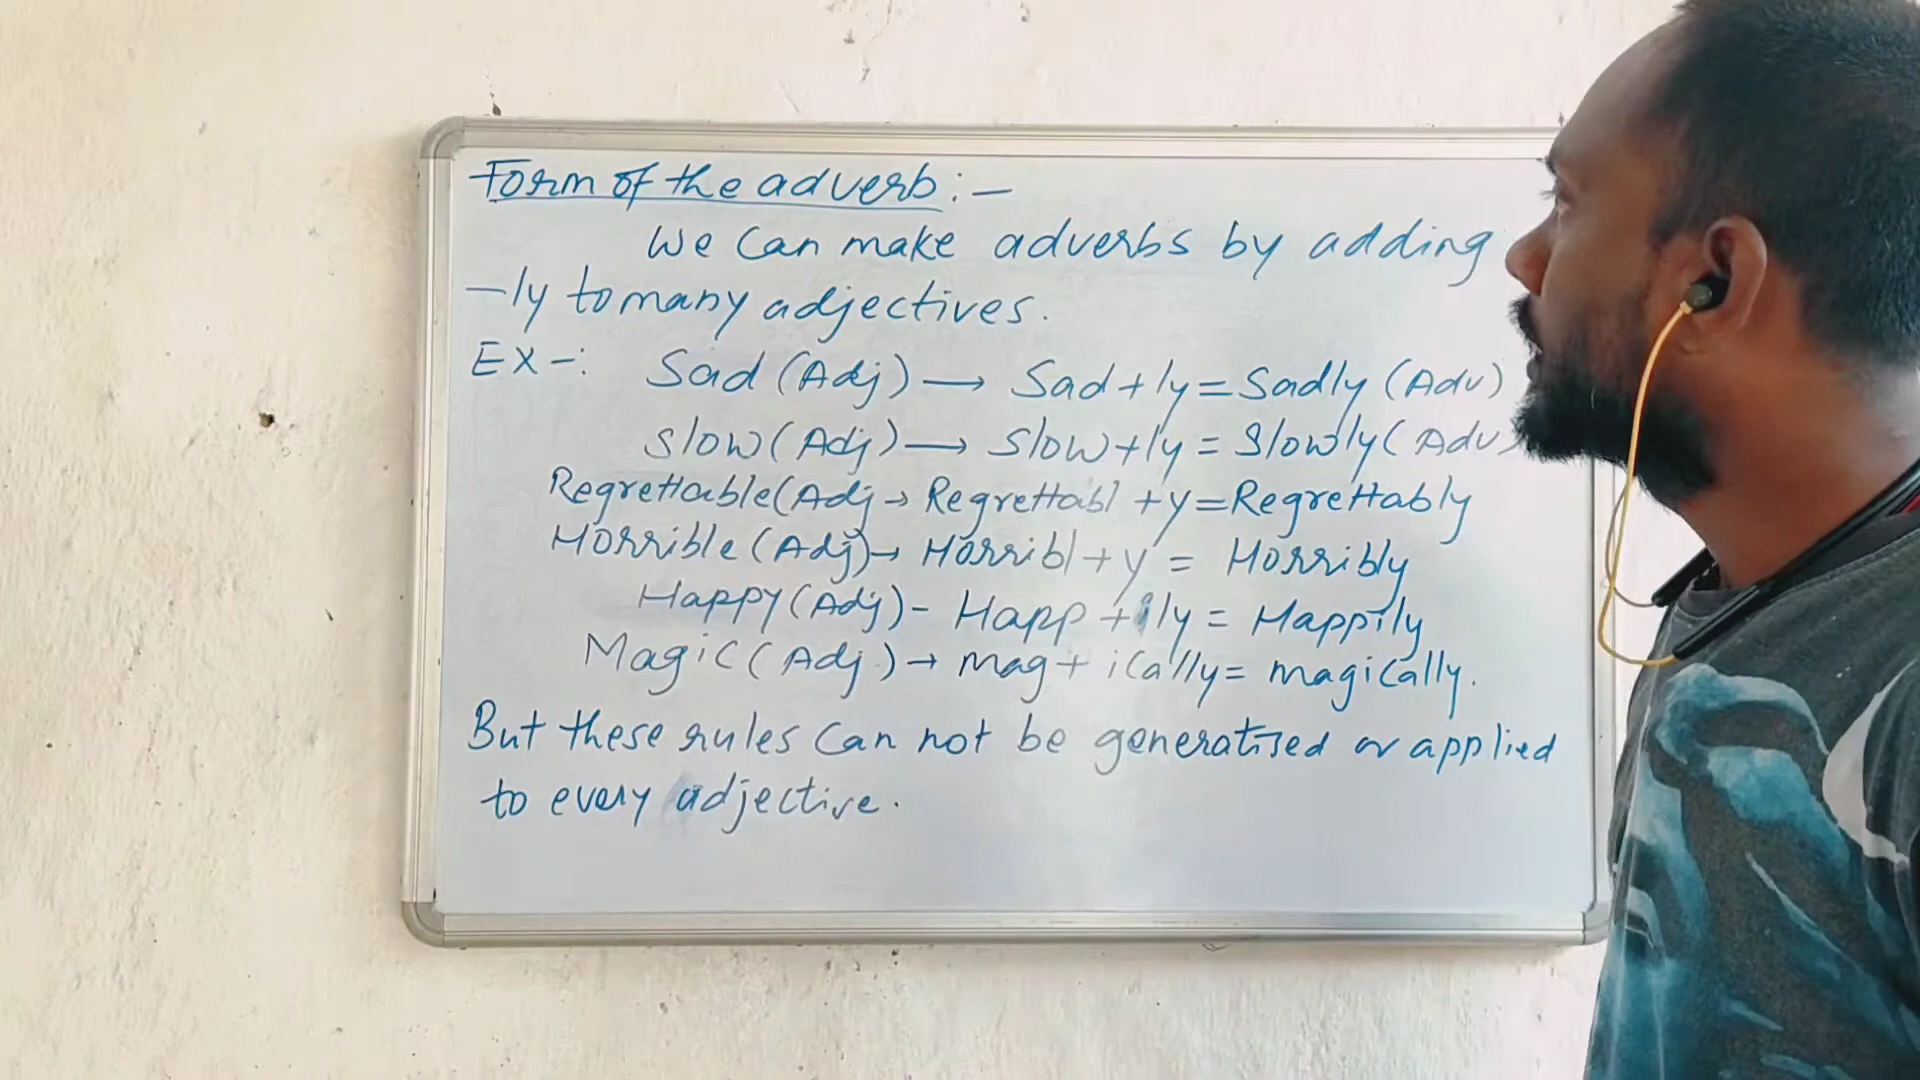 Form of the adverb:-
We can make adverbs by adding
-ly to many adjectives.
EX-: Sad (Adj) → Sad+ly=Sadly (Adv)
Slow (Adj) → Slow+ly = Slowly (Adv)
Regrettable (Adj → Regrettabl +y=Regrettably
Horrible (Adj) → Horribl+y = Horribly
Happy (Adj) - Happ +ily = Happily
Magic (Adj) → mag+ ically= magically.
But these rules can not be generatised or applied
to every adjective.